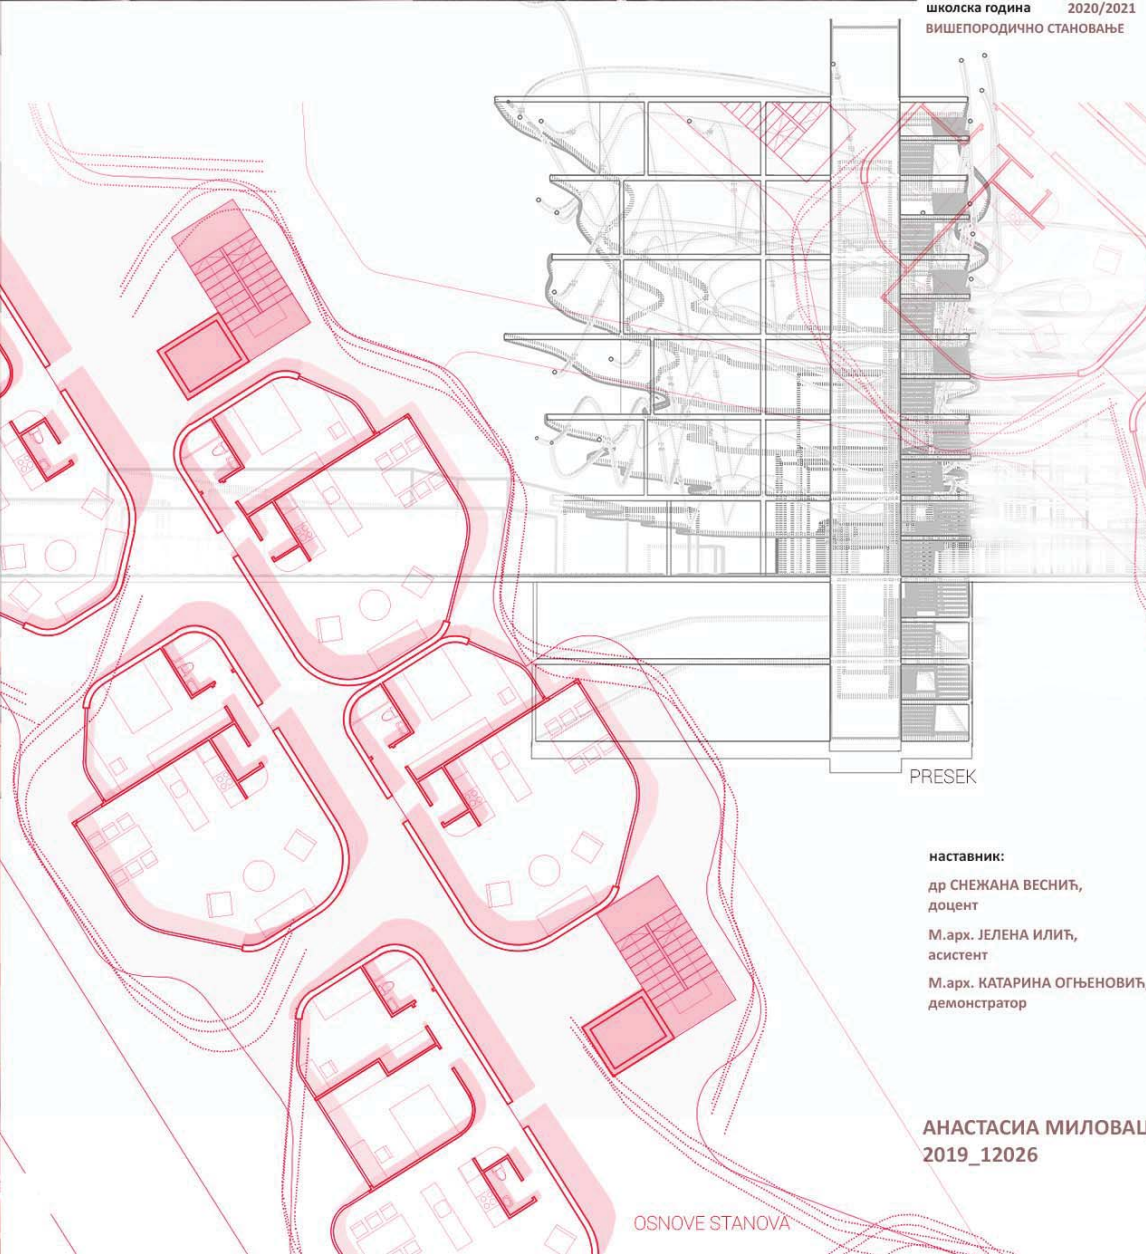 школска година 2020/2021
ВИШЕПОРОДИЧНО СТАНОВАЊЕ
PRESEK
наставник:
др СНЕЖАНА ВЕСНИЋ,
доцент
М.арх. ЈЕЛЕНА ИЛИЋ,
асистент
М.арх. КАТАРИНА ОГЊЕНОВИЋ,
демонстратор
АНАСТАСИА МИЛОВАЦ
2019_12026
OSNOVE STANOVA